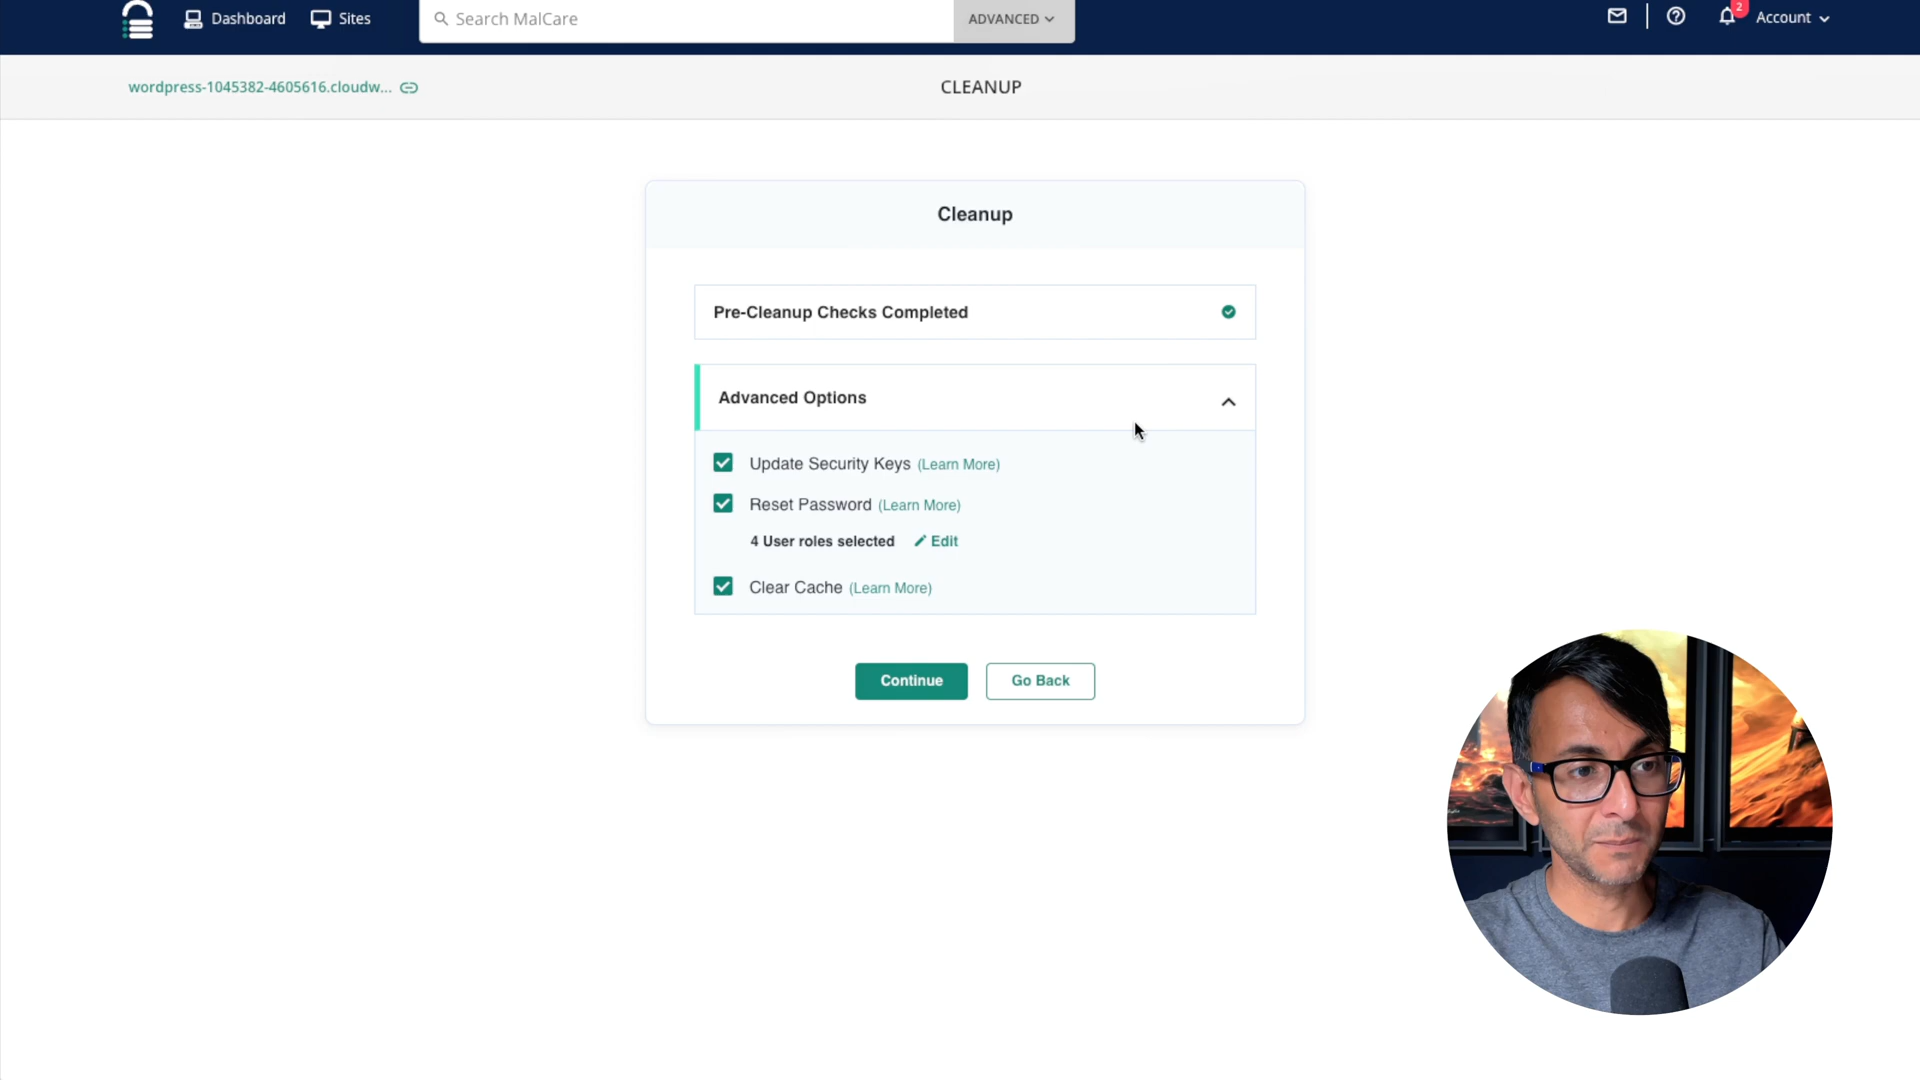 Dashboard
Sites
Search MalCare
ADVANCED
2
Account
wordpress-1045382-4605616.cloudw...
CLEANUP
Cleanup
Pre-Cleanup Checks Completed
Advanced Options
Update Security Keys (Learn More)
Reset Password (Learn More)
4 User roles selected Edit
Clear Cache (Learn More)
Continue
Go Back